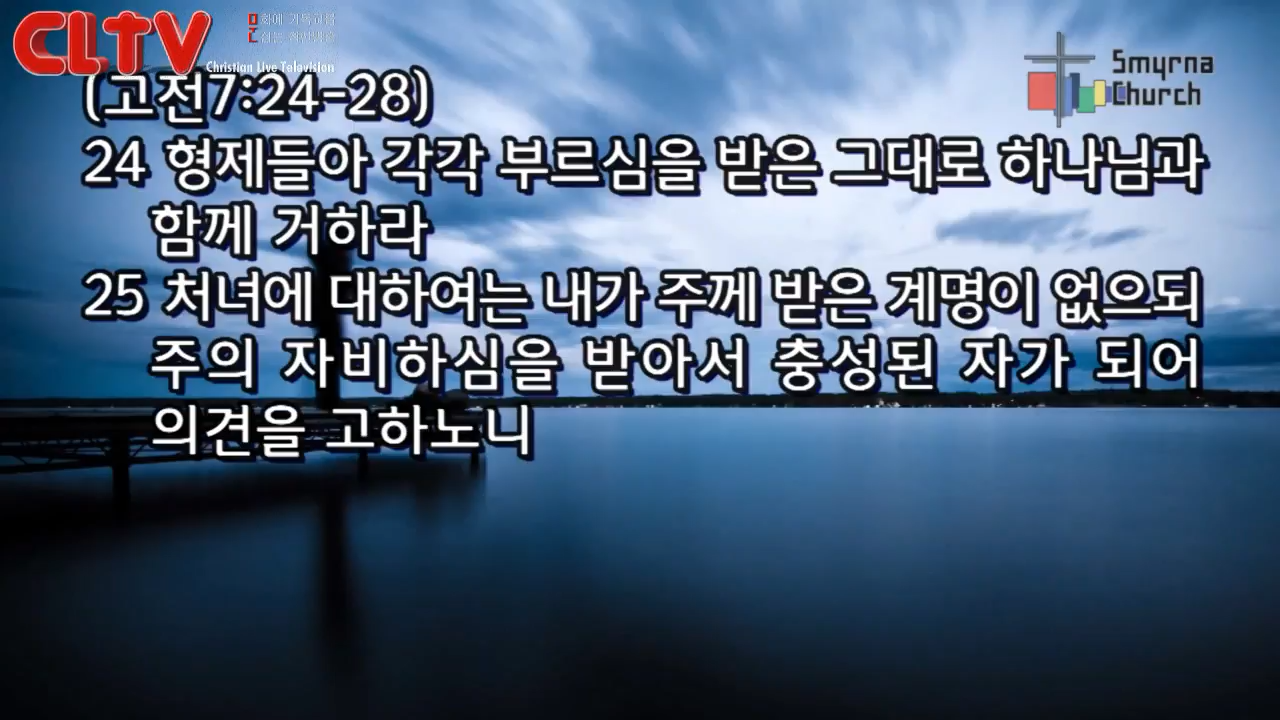 CLTV
Christian Live Television
Smyrna
Church
(고전7:24-28)
24 형제들아 각각 부르심을 받은 그대로 하나님과
함께 거하라
25 처녀에 대하여는 내가 주께 받은 계명이 없으되
주의 자비하심을 받아서 충성된 자가 되어
의견을 고하노니